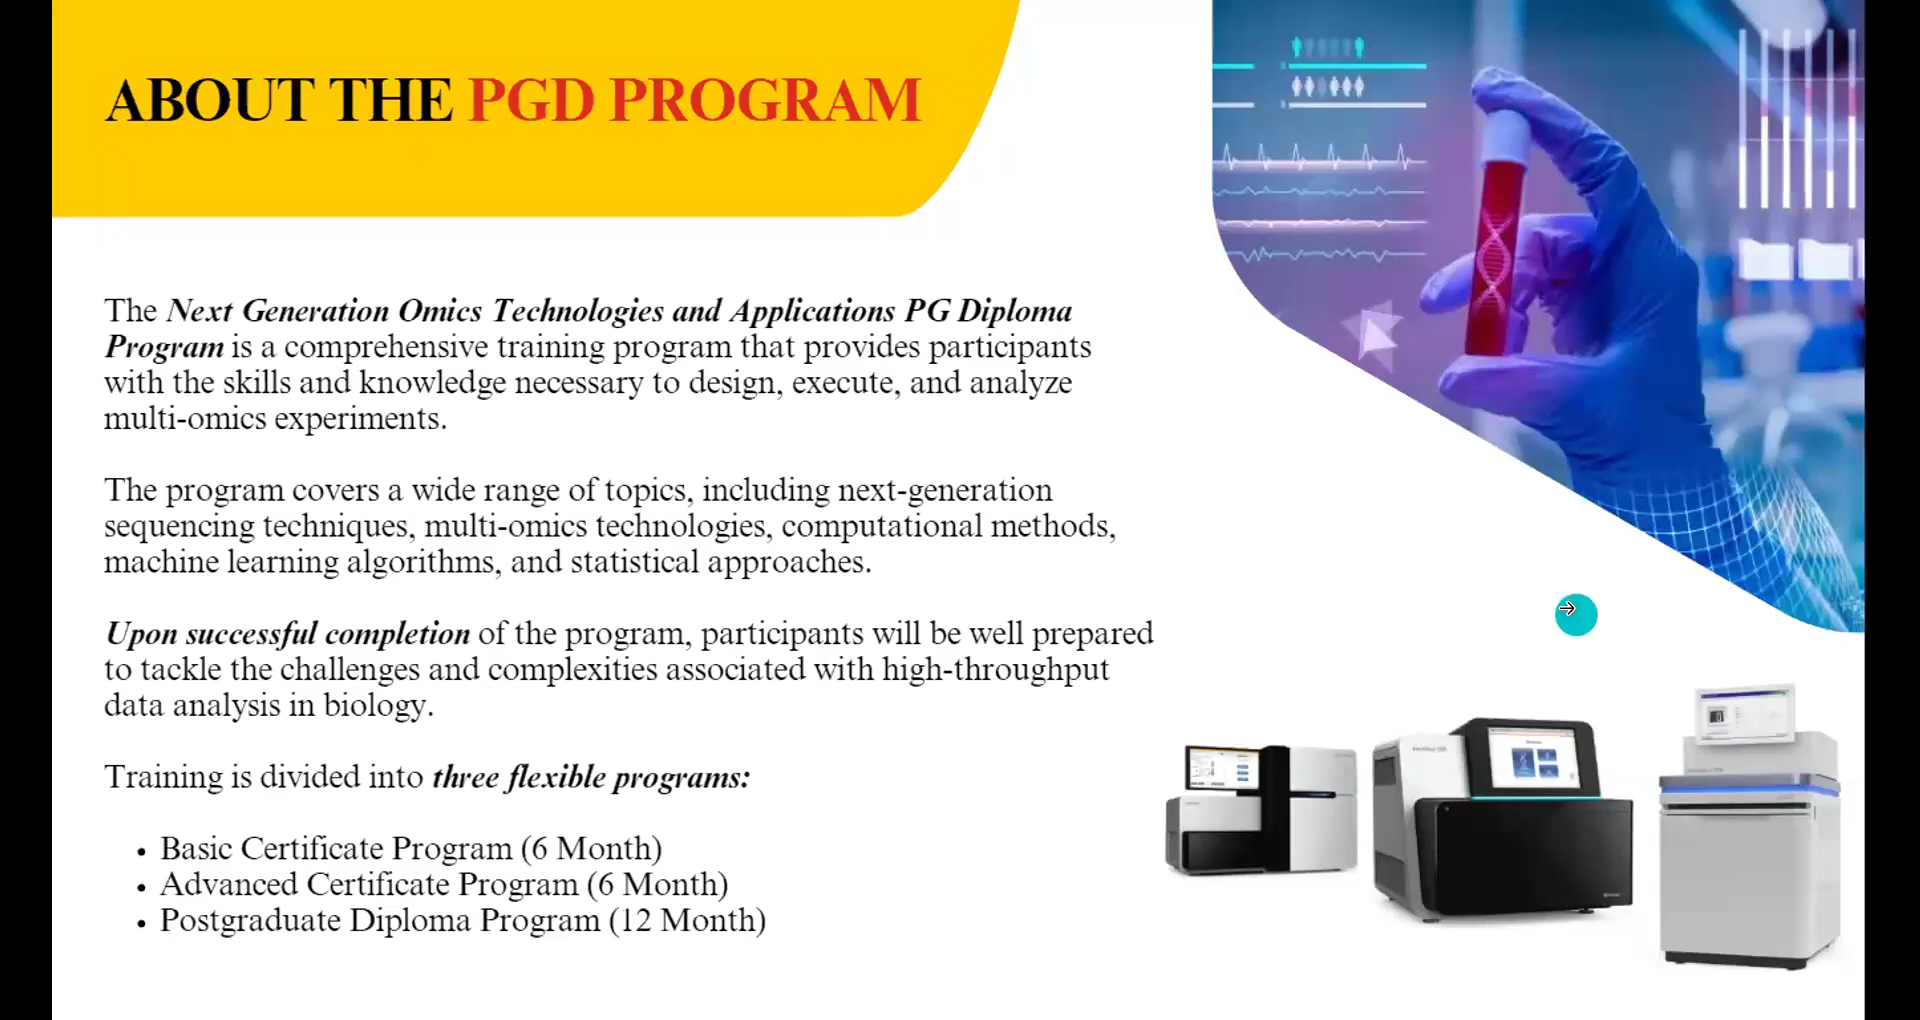 ABOUT THE PGD PROGRAM
The Next Generation Omics Technologies and Applications PG Diploma
Program is a comprehensive training program that provides participants
with the skills and knowledge necessary to design, execute, and analyze
multi-omics experiments.
The program covers a wide range of topics, including next-generation
sequencing techniques, multi-omics technologies, computational methods,
machine learning algorithms, and statistical approaches.
Upon successful completion of the program, participants will be well prepared
to tackle the challenges and complexities associated with high-throughput
data analysis in biology.
Training is divided into three flexible programs:
• Basic Certificate Program (6 Month)
• Advanced Certificate Program (6 Month)
• Postgraduate Diploma Program (12 Month)